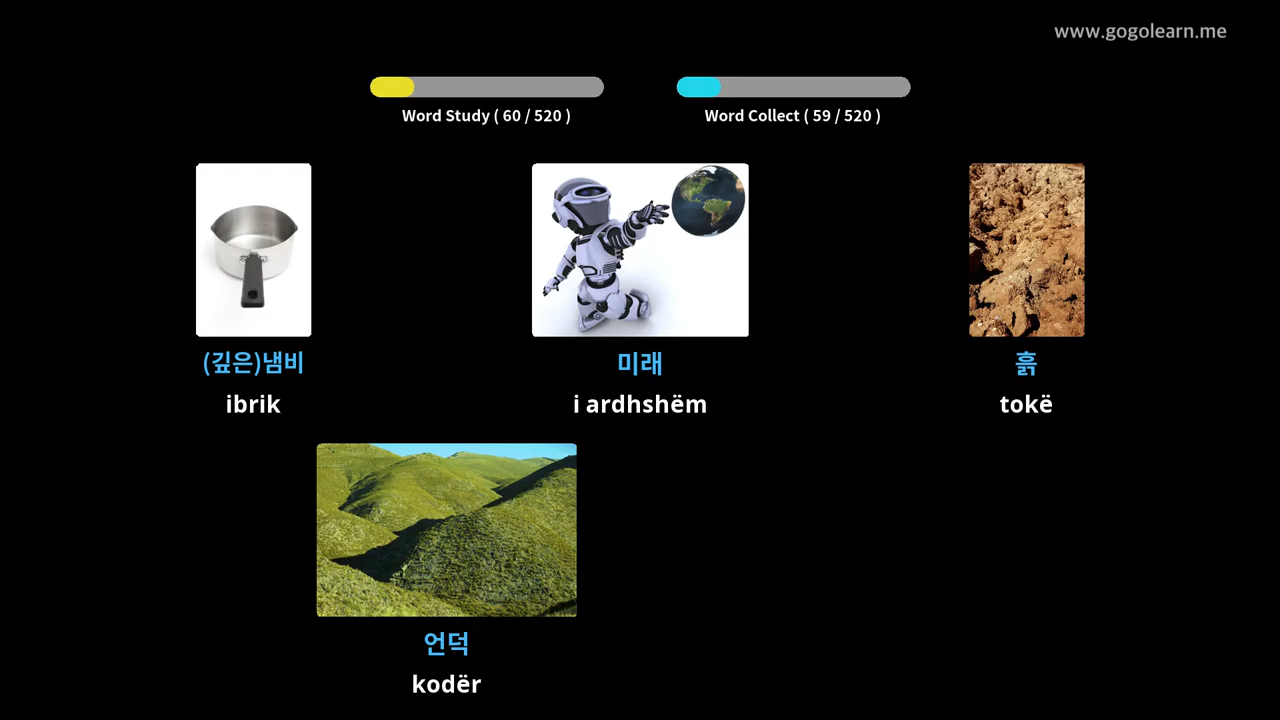 www.gogolearn.me
Word Study ( 60 / 520 )
Word Collect ( 59 / 520 )
(깊은)냄비
ibrik
미래
i ardhshëm
흙
tokë
언덕
kodër